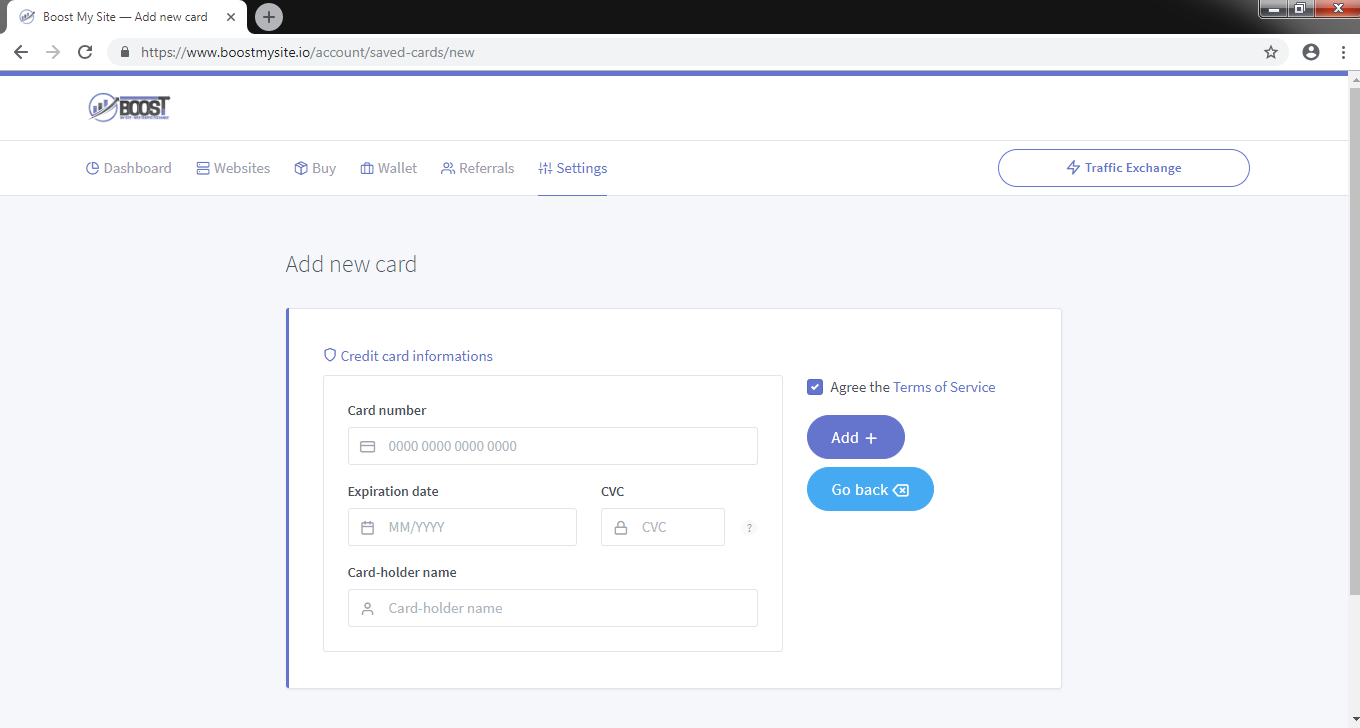 Boost My Site — Add new card
https://www.boostmysite.io/account/saved-cards/new
BOOST
Dashboard Websites Buy Wallet Referrals Settings Traffic Exchange
Add new card
Credit card informations
Agree the Terms of Service
Card number
0000 0000 0000 0000
Add +
Expiration date CVC
Go back
MM/YYYY CVC ?
Card-holder name
Card-holder name